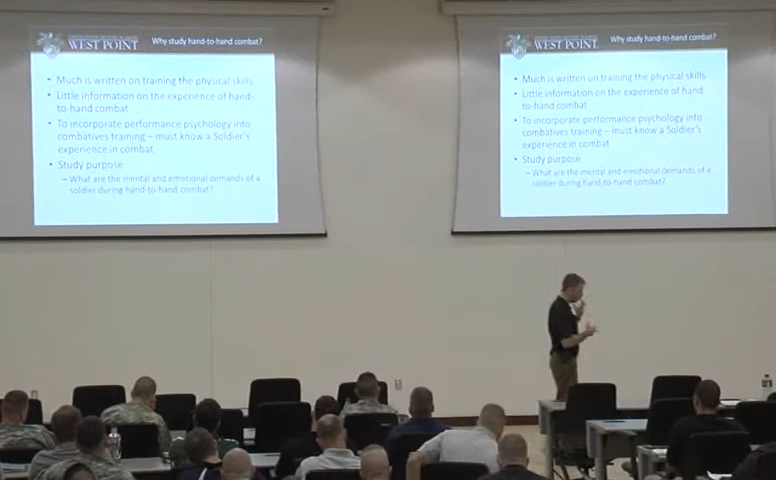 WEST POINT
Why study hand-to-hand combat?
• Much is written on training the physical skills
• Little information on the experience of hand-
to-hand combat
• To incorporate performance psychology into
combatives training – must know a Soldier's
experience in combat
• Study purpose
– What are the mental and emotional demands of a
soldier during hand-to-hand combat?
WEST POINT
Why study hand-to-hand combat?
• Much is written on training the physical skills
• Little information on the experience of hand-
to-hand combat
• To incorporate performance psychology into
combatives training – must know a Soldier's
experience in combat
• Study purpose
– What are the mental and emotional demands of a
soldier during hand-to-hand combat?